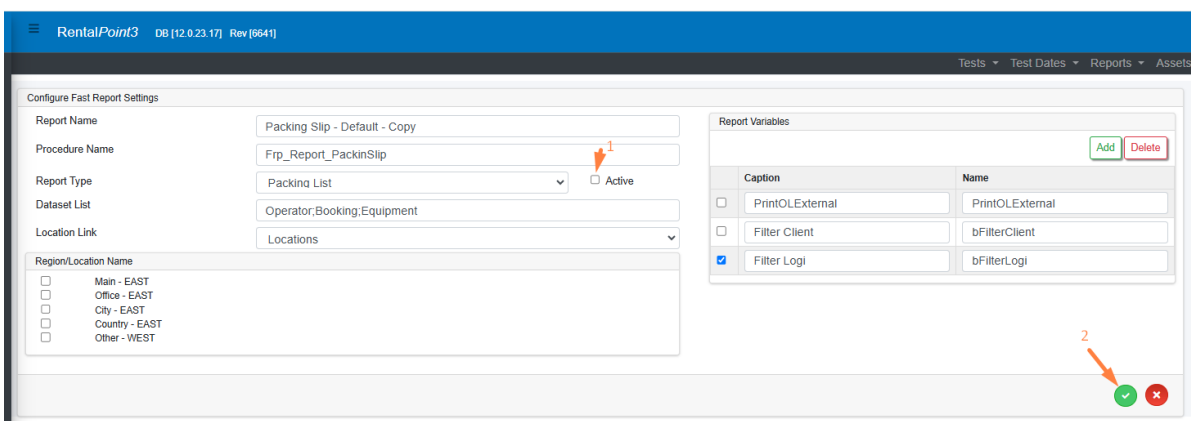 RentalPoint3 DB [12.0.23.17] Rev [6641]
Tests Test Dates Reports Assets
Configure Fast Report Settings
Report Name Packing Slip - Default - Copy
Procedure Name Frp_Report_PackinSlip
1
Report Type Packing List Active
Dataset List Operator;Booking;Equipment
Location Link Locations
Region/Location Name
Main - EAST
Office - EAST
City - EAST
Country - EAST
Other - WEST
Report Variables
Add Delete
Caption Name
PrintOLExternal PrintOLExternal
Filter Client bFilterClient
Filter Logi bFilterLogi
2